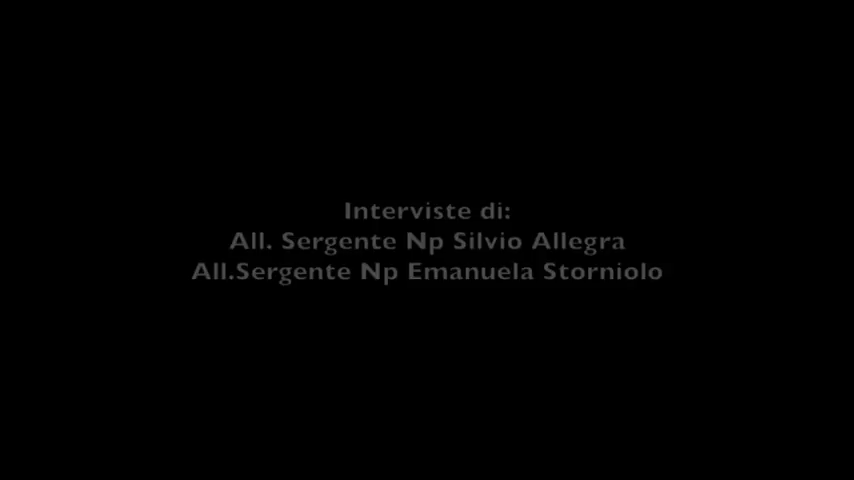 Interviste di:
All. Sergente Np Silvio Allegra
All.Sergente Np Emanuela Storniolo